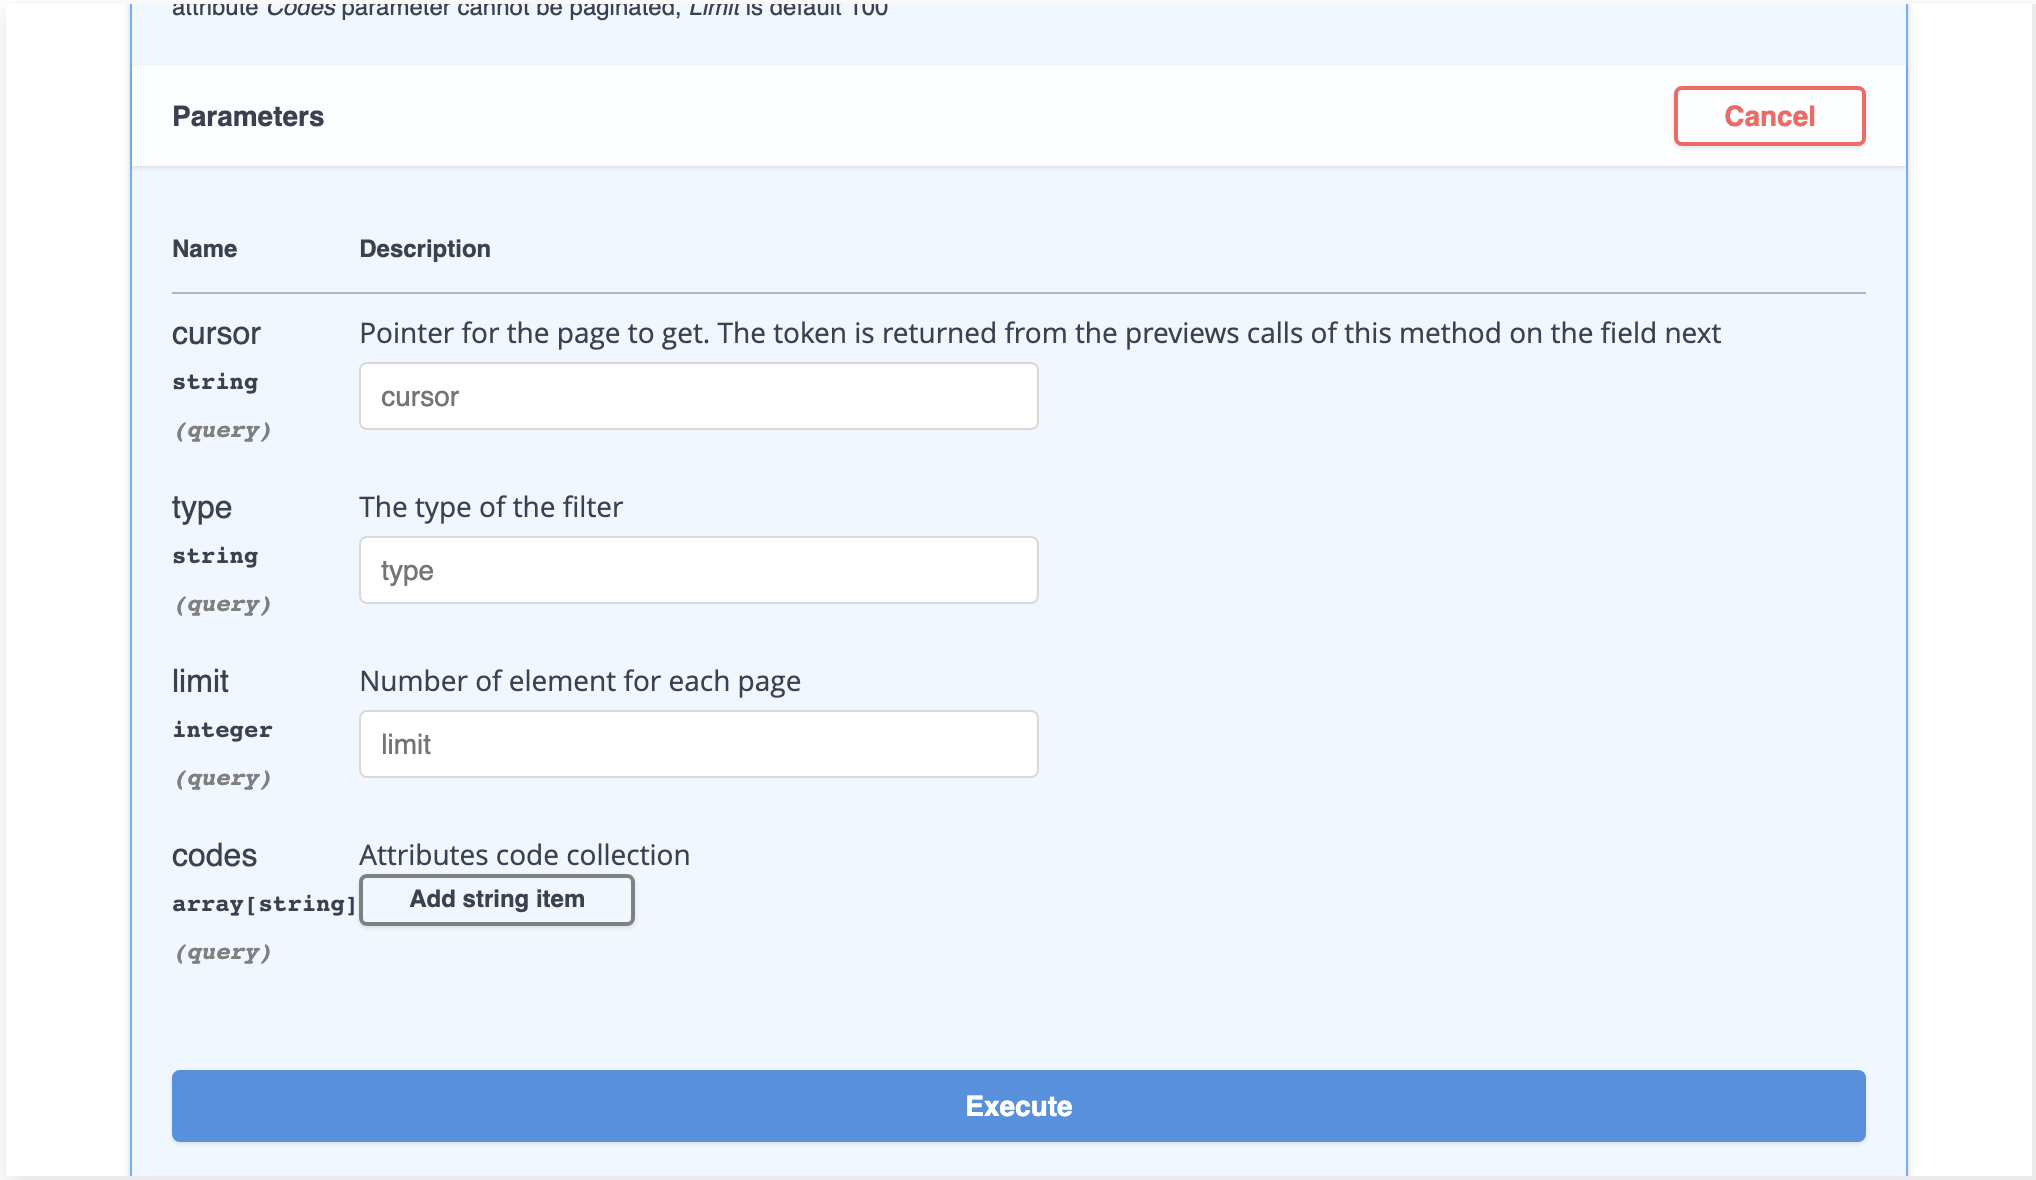 attribute Codes parameter cannot be paginated, Limit is default 100
Parameters
Cancel
Name Description
cursor Pointer for the page to get. The token is returned from the previews calls of this method on the field next
string cursor
(query)
type The type of the filter
string type
(query)
limit Number of element for each page
integer limit
(query)
codes Attributes code collection
array[string] Add string item
(query)
Execute